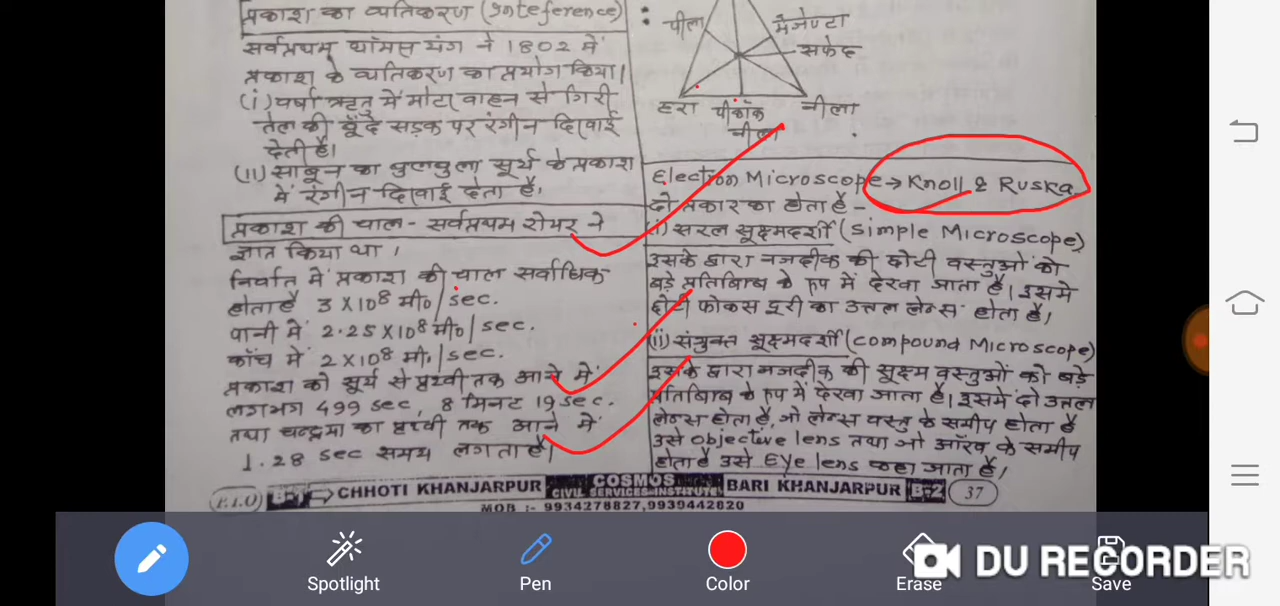 प्रकाश का व्यतिकरण (Inteference)
सर्वप्रथम थॉमस यंग ने 1802 में
प्रकाश के व्यतिकरण का प्रयोग किया।
(i) वर्षा ऋतु में मोटर वाहन से गिरी
तेल की बूँदे सड़क पर रंगीन दिखाई
देती है।
(ii) साबुन का बुलबुला सूर्य के प्रकाश
में रंगीन दिखाई देता है।
प्रकाश की चाल - सर्वप्रथम रोमर ने
ज्ञात किया था।
निर्वात में प्रकाश की चाल सर्वाधिक
होता है 3 X 10⁸ मी०/sec.
पानी में 2.25 X 10⁸ मी०/sec.
काँच में 2 X 10⁸ मी०/sec.
प्रकाश को सूर्य से पृथ्वी तक आने में
लगभग 499 sec, 8 मिनट 19 sec.
तथा चन्द्रमा का पृथ्वी तक आने में
1.28 sec समय लगता है।
पीला
मैजेण्टा
सफेद
हरा
पीकॉक
नीला
नीला
Electron Microscope → Knoll & Ruska
दो प्रकार का होता है -
(i) सरल सूक्ष्मदर्शी (Simple Microscope)
उसके द्वारा नजदीक की छोटी वस्तुओं को
बड़े प्रतिबिंब के रूप में देखा जाता है। इसमे
छोटी फोकस दूरी का उत्तल लेन्स होता है।
(ii) संयुक्त सूक्ष्मदर्शी (Compound Microscope)
उसके द्वारा नजदीक की सूक्ष्म वस्तुओं को बड़े
प्रतिबिंब के रूप में देखा जाता है। इसमें दो उत्तल
लेन्स होता है, जो लेन्स वस्तु के समीप होता है
उसे objective lens तथा जो आँख के समीप
होता है उसे Eye lens कहा जाता है।
P.T.O B-1 → CHHOTI KHANJARPUR COSMOS CIVIL SERVICES INSTITUTE BARI KHANJARPUR B-2 37
MOB :- 9934278827,9939442820
Spotlight
Pen
Color
Erase
Save
DU RECORDER